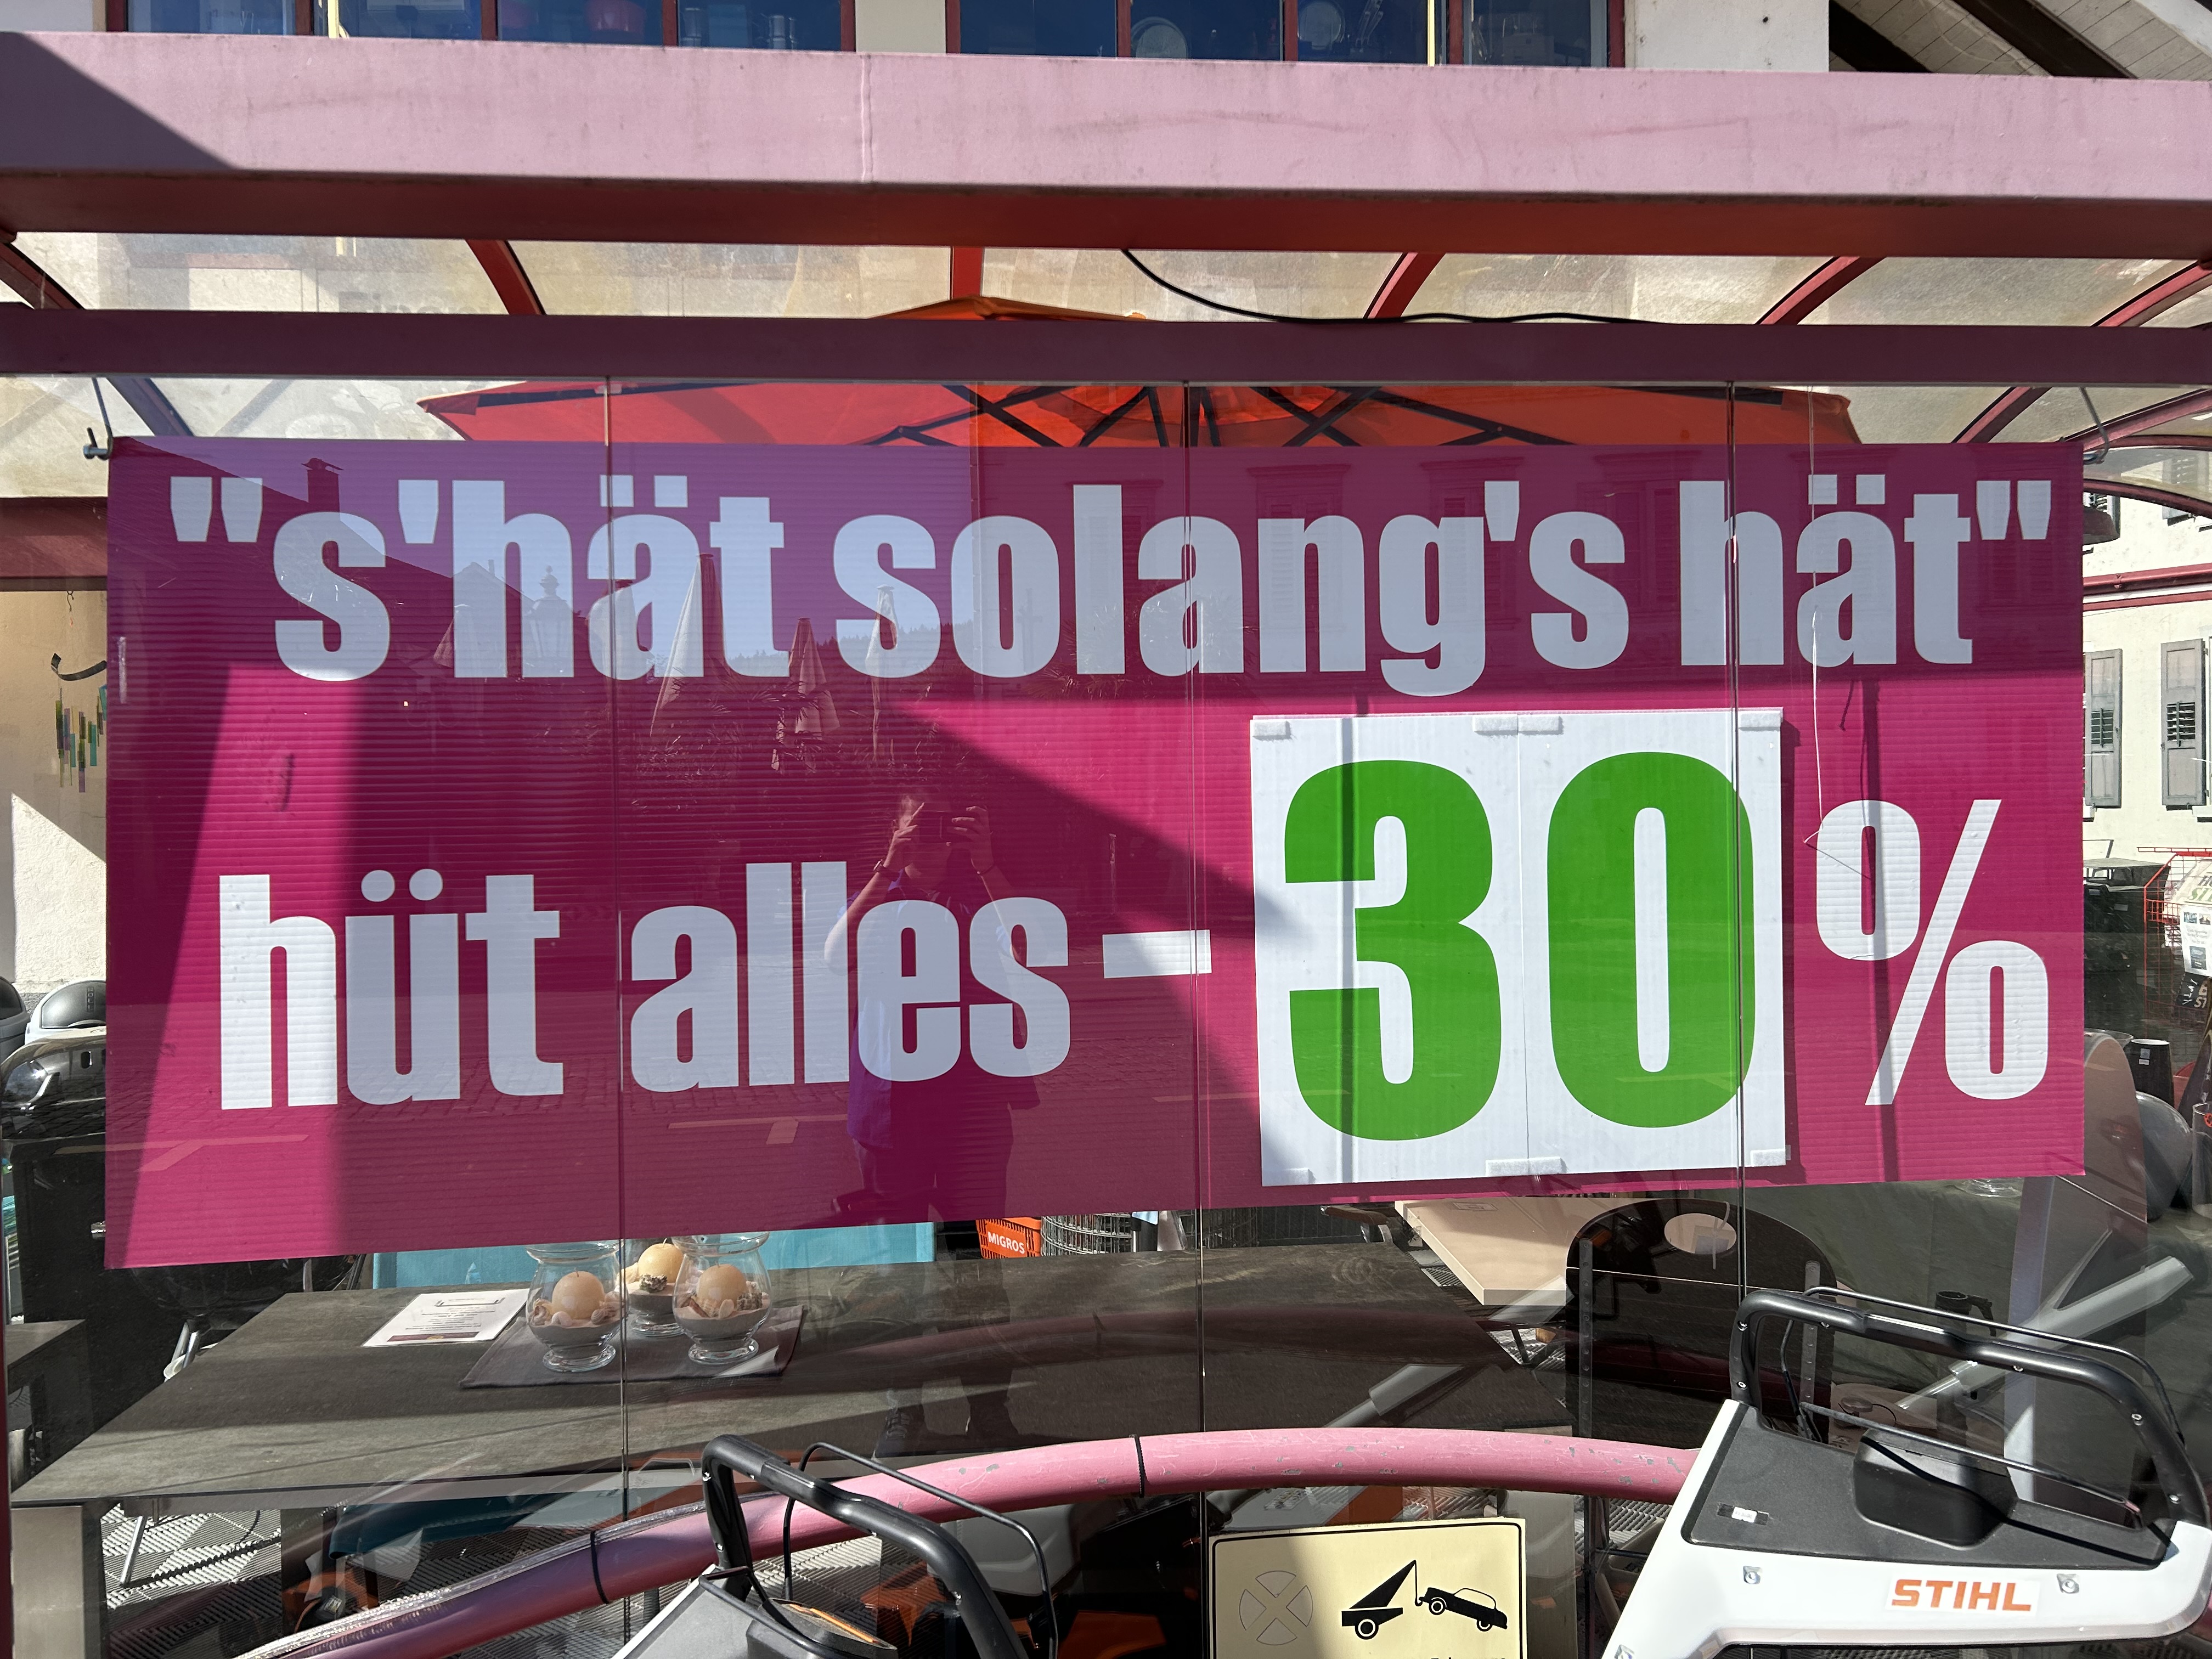 "s'hät solang's hät"
hüt alles - 30 %
MIGROS
STIHL